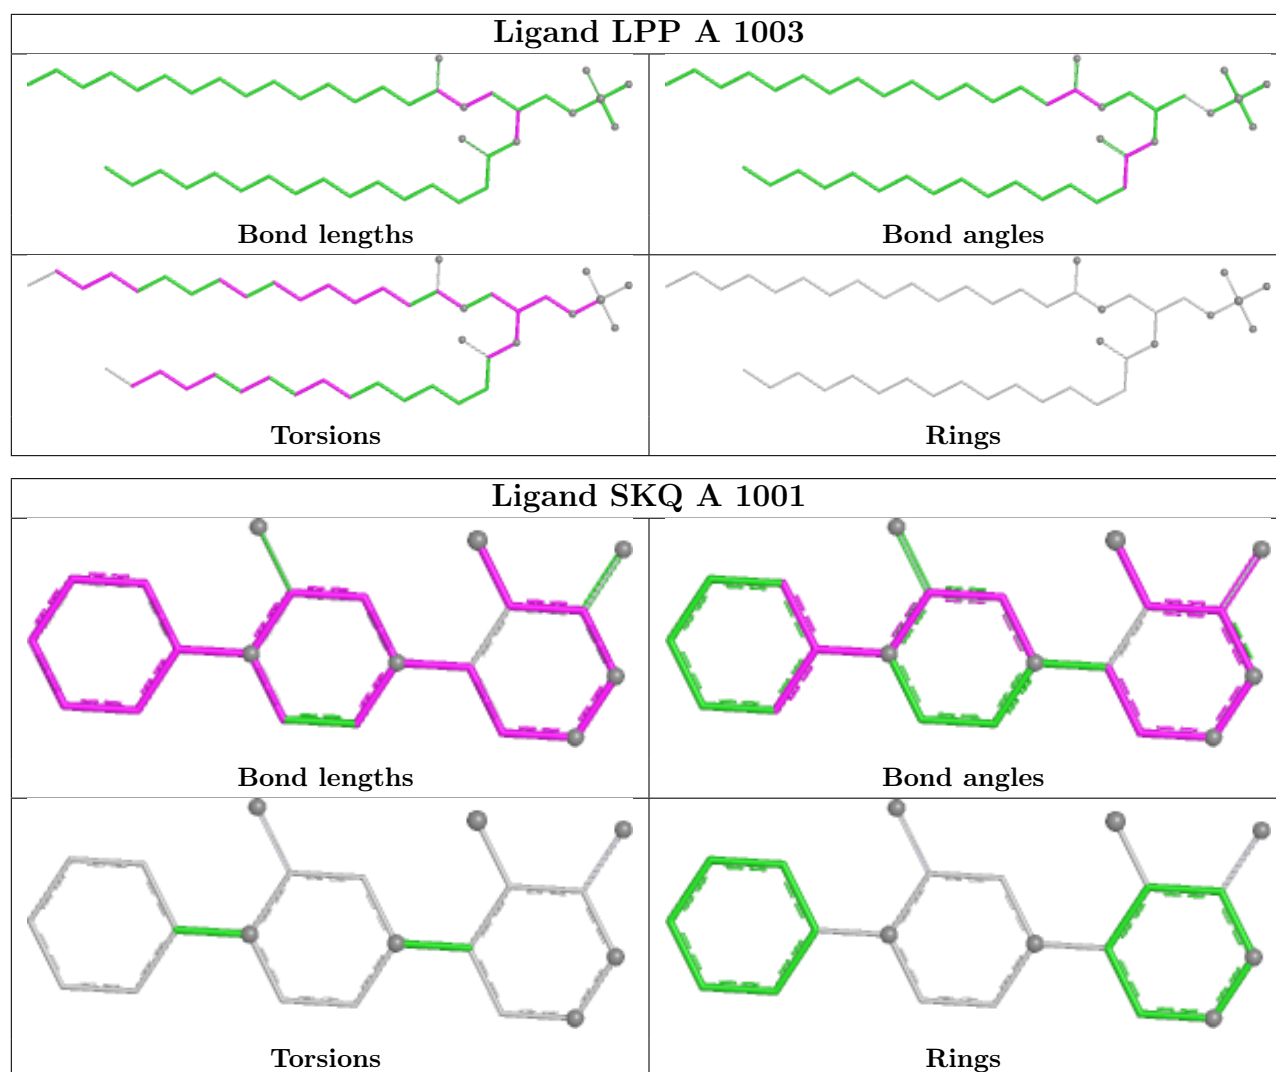 Ligand LPP A 1003
Bond lengths
Bond angles
Torsions
Rings
Ligand SKQ A 1001
Bond lengths
Bond angles
Torsions
Rings